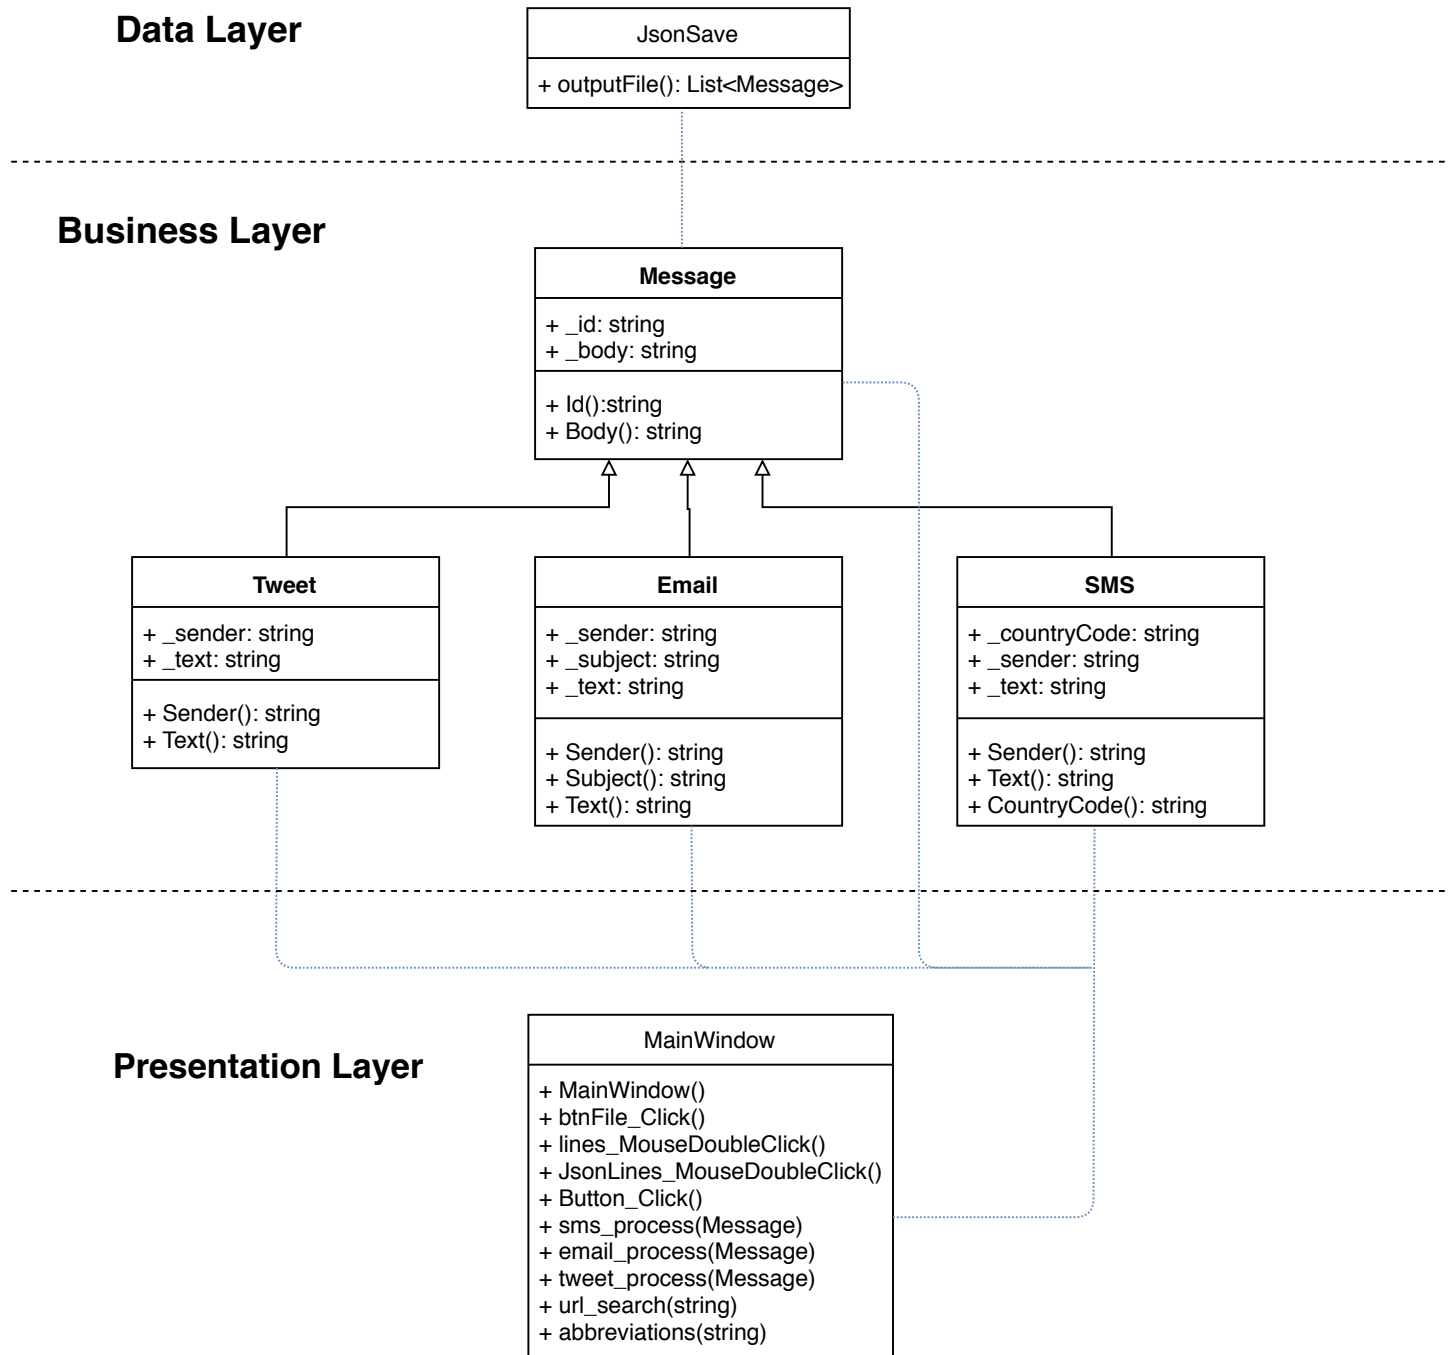 Data Layer
JsonSave
+ outputFile(): List<Message>
Business Layer
Message
+ _id: string
+ _body: string
+ Id():string
+ Body(): string
Tweet
+ _sender: string
+ _text: string
+ Sender(): string
+ Text(): string
Email
+ _sender: string
+ _subject: string
+ _text: string
+ Sender(): string
+ Subject(): string
+ Text(): string
SMS
+ _countryCode: string
+ _sender: string
+ _text: string
+ Sender(): string
+ Text(): string
+ CountryCode(): string
Presentation Layer
MainWindow
+ MainWindow()
+ btnFile_Click()
+ lines_MouseDoubleClick()
+ JsonLines_MouseDoubleClick()
+ Button_Click()
+ sms_process(Message)
+ email_process(Message)
+ tweet_process(Message)
+ url_search(string)
+ abbreviations(string)